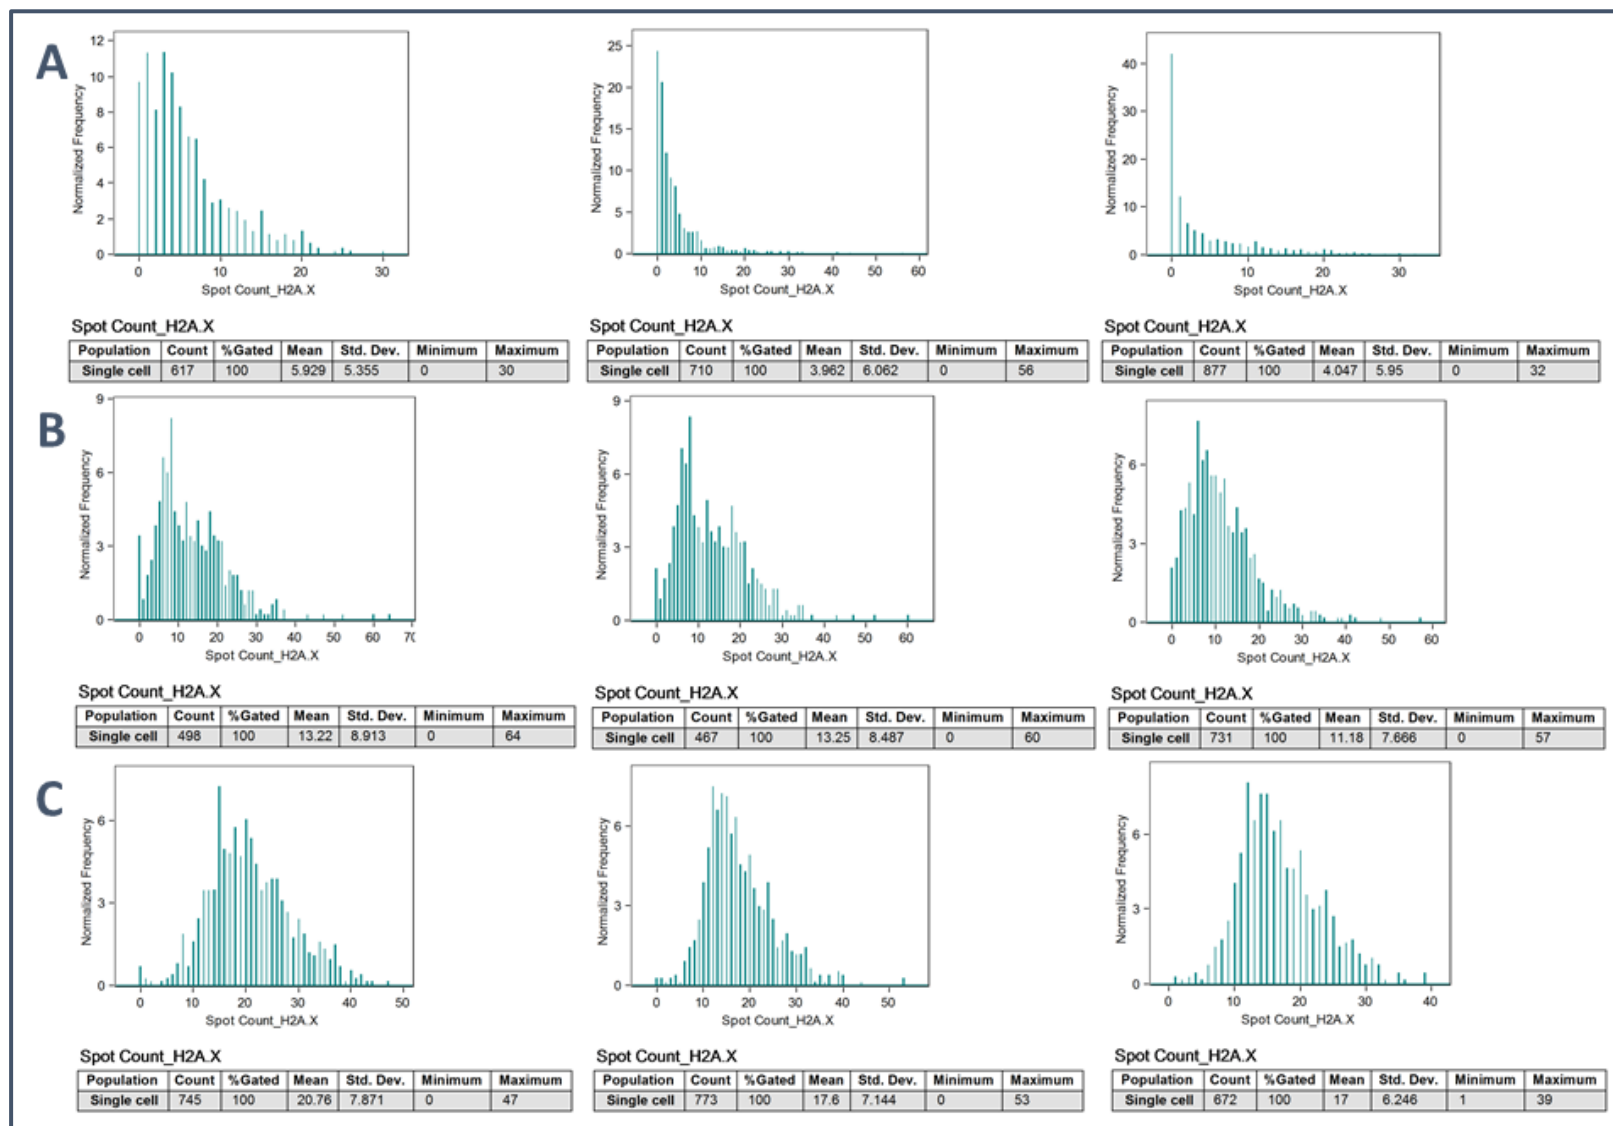 A
12
10
8
6
4
2
0
Normalized Frequency
0 10 20 30
Spot Count_H2A.X
25
20
15
10
5
0
Normalized Frequency
0 10 20 30 40 50 60
Spot Count_H2A.X
40
30
20
10
0
Normalized Frequency
0 10 20 30
Spot Count_H2A.X
Spot Count_H2A.X
Population Count %Gated Mean Std. Dev. Minimum Maximum
Single cell 617 100 5.929 5.355 0 30
Spot Count_H2A.X
Population Count %Gated Mean Std. Dev. Minimum Maximum
Single cell 710 100 3.962 6.062 0 56
Spot Count_H2A.X
Population Count %Gated Mean Std. Dev. Minimum Maximum
Single cell 877 100 4.047 5.95 0 32
B
9
6
3
0
Normalized Frequency
0 10 20 30 40 50 60 70
Spot Count_H2A.X
9
6
3
0
Normalized Frequency
0 10 20 30 40 50 60
Spot Count_H2A.X
6
3
0
Normalized Frequency
0 10 20 30 40 50 60
Spot Count_H2A.X
Spot Count_H2A.X
Population Count %Gated Mean Std. Dev. Minimum Maximum
Single cell 498 100 13.22 8.913 0 64
Spot Count_H2A.X
Population Count %Gated Mean Std. Dev. Minimum Maximum
Single cell 467 100 13.25 8.487 0 60
Spot Count_H2A.X
Population Count %Gated Mean Std. Dev. Minimum Maximum
Single cell 731 100 11.18 7.666 0 57
C
6
3
0
Normalized Frequency
0 10 20 30 40 50
Spot Count_H2A.X
6
3
0
Normalized Frequency
0 10 20 30 40 50
Spot Count_H2A.X
6
3
0
Normalized Frequency
0 10 20 30 40
Spot Count_H2A.X
Spot Count_H2A.X
Population Count %Gated Mean Std. Dev. Minimum Maximum
Single cell 745 100 20.76 7.871 0 47
Spot Count_H2A.X
Population Count %Gated Mean Std. Dev. Minimum Maximum
Single cell 773 100 17.6 7.144 0 53
Spot Count_H2A.X
Population Count %Gated Mean Std. Dev. Minimum Maximum
Single cell 672 100 17 6.246 1 39